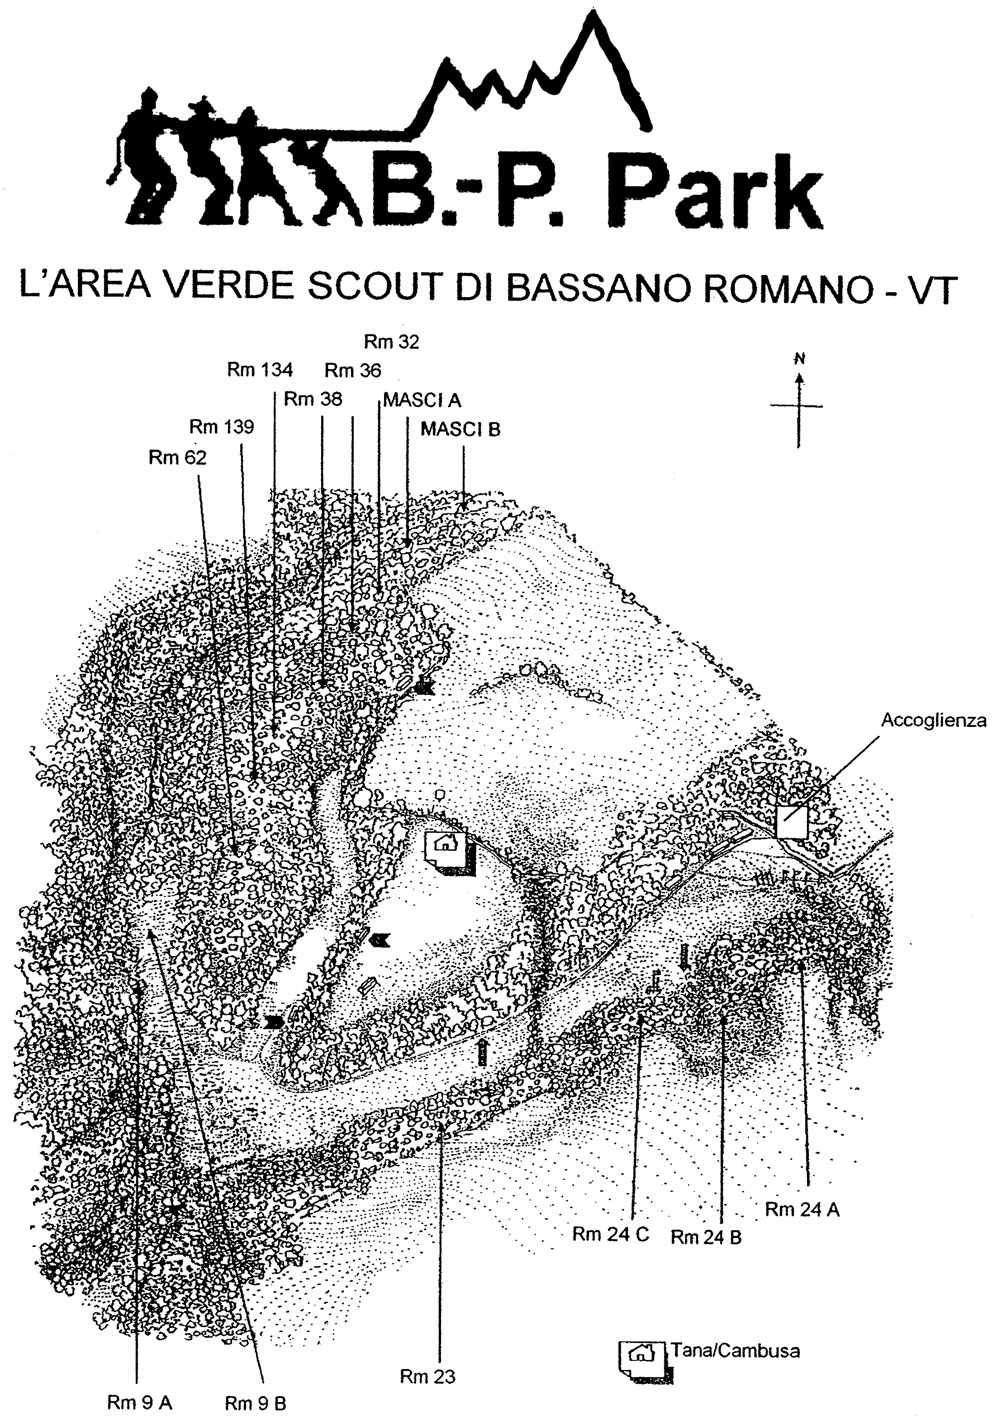 B.-P. Park
L'AREA VERDE SCOUT DI BASSANO ROMANO - VT
Rm 32
Rm 134
Rm 36
Rm 38
MASCI A
MASCI B
Rm 139
Rm 62
N
Accoglienza
Rm 24 A
Rm 24 B
Rm 24 C
Tana/Cambusa
Rm 23
Rm 9 A
Rm 9 B